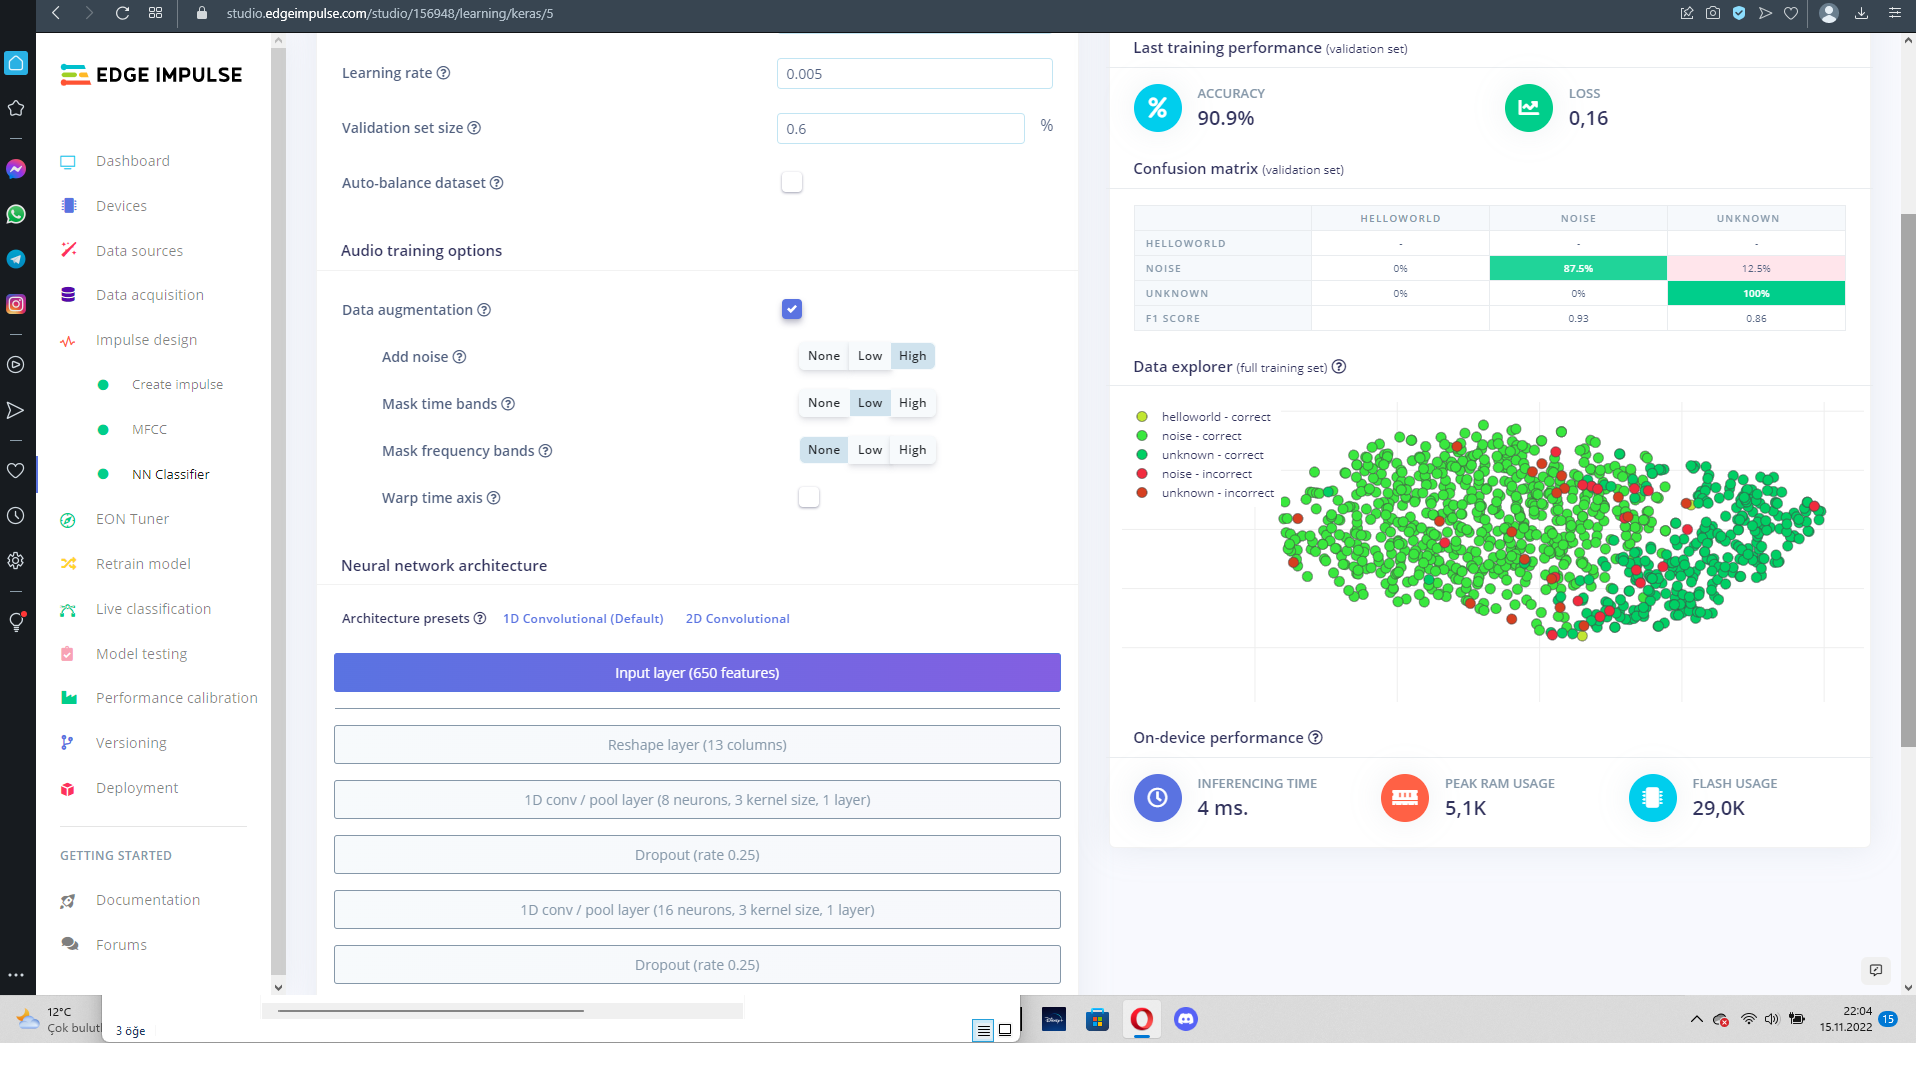 studio.edgeimpulse.com/studio/156948/learning/keras/5
EDGE IMPULSE
Dashboard
Devices
Data sources
Data acquisition
Impulse design
Create impulse
MFCC
NN Classifier
EON Tuner
Retrain model
Live classification
Model testing
Performance calibration
Versioning
Deployment
GETTING STARTED
Documentation
Forums
Learning rate
0.005
Validation set size
0.6
%
Auto-balance dataset
Audio training options
Data augmentation
Add noise
None Low High
Mask time bands
None Low High
Mask frequency bands
None Low High
Warp time axis
Neural network architecture
Architecture presets 1D Convolutional (Default) 2D Convolutional
Input layer (650 features)
Reshape layer (13 columns)
1D conv / pool layer (8 neurons, 3 kernel size, 1 layer)
Dropout (rate 0.25)
1D conv / pool layer (16 neurons, 3 kernel size, 1 layer)
Dropout (rate 0.25)
Last training performance (validation set)
%
ACCURACY
90.9%
LOSS
0,16
Confusion matrix (validation set)
HELLOWORLD NOISE UNKNOWN
HELLOWORLD - - -
NOISE 0% 87.5% 12.5%
UNKNOWN 0% 0% 100%
F1 SCORE 0.93 0.86
Data explorer (full training set)
helloworld - correct
noise - correct
unknown - correct
noise - incorrect
unknown - incorrect
On-device performance
INFERENCING TIME
4 ms.
PEAK RAM USAGE
5,1K
FLASH USAGE
29,0K
12°C
Çok bulutl
3 öğe
Disney+
22:04
15.11.2022
15